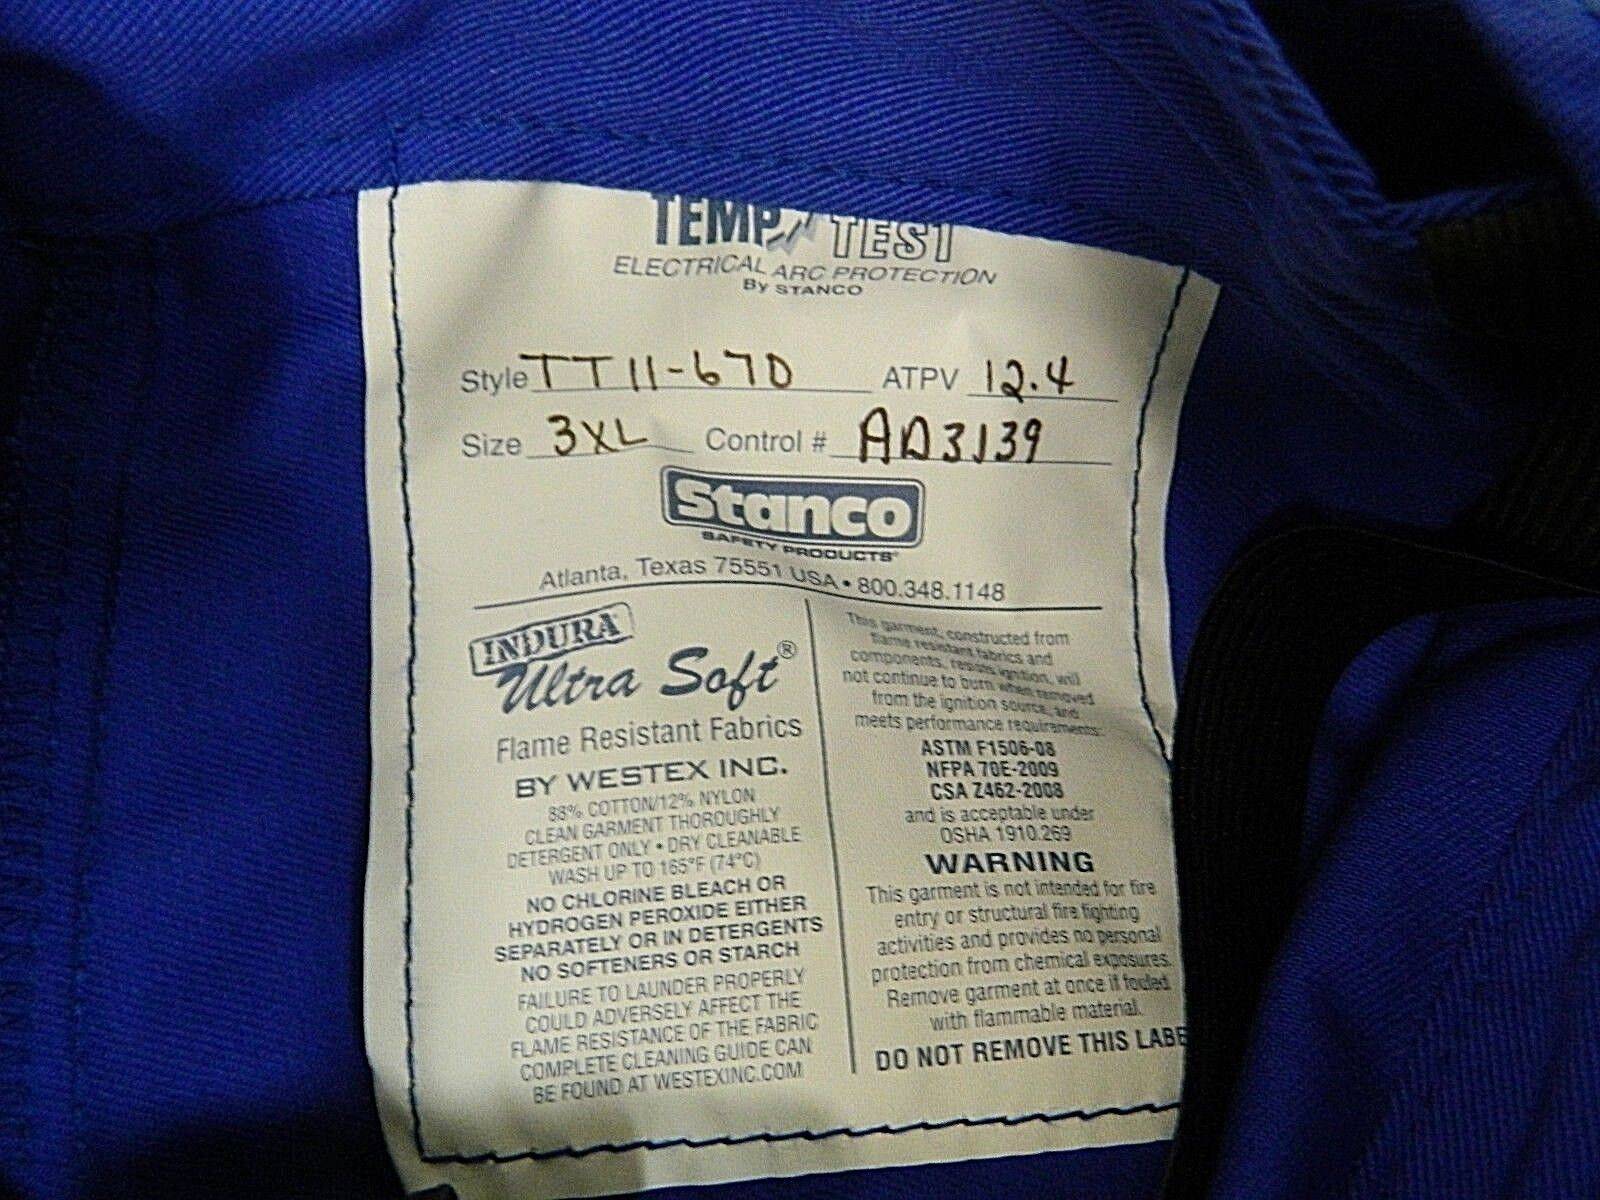 TEMP TEST
ELECTRICAL ARC PROTECTION
By STANCO
Style TT11-670 ATPV 12.4
Size 3XL Control # AD3139
Stanco
SAFETY PRODUCTS
Atlanta, Texas 75551 USA • 800.348.1148
INDURA
Ultra Soft®
Flame Resistant Fabrics
BY WESTEX INC.
88% COTTON/12% NYLON
CLEAN GARMENT THOROUGHLY
DETERGENT ONLY • DRY CLEANABLE
WASH UP TO 165°F (74°C)
NO CHLORINE BLEACH OR
HYDROGEN PEROXIDE EITHER
SEPARATELY OR IN DETERGENTS
NO SOFTENERS OR STARCH
FAILURE TO LAUNDER PROPERLY
COULD ADVERSELY AFFECT THE
FLAME RESISTANCE OF THE FABRIC
COMPLETE CLEANING GUIDE CAN
BE FOUND AT WESTEXINC.COM
This garment, constructed from
flame resistant fabrics and
components, resists ignition, will
not continue to burn when removed
from the ignition source, and
meets performance requirements:
ASTM F1506-08
NFPA 70E-2009
CSA Z462-2008
and is acceptable under
OSHA 1910.269
WARNING
This garment is not intended for fire
entry or structural fire fighting
activities and provides no personal
protection from chemical exposures.
Remove garment at once if fouled
with flammable material.
DO NOT REMOVE THIS LABE